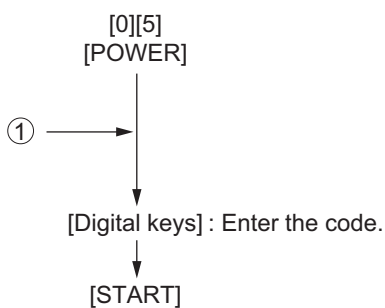 [0][5]
[POWER]
①
[Digital keys] : Enter the code.
[START]